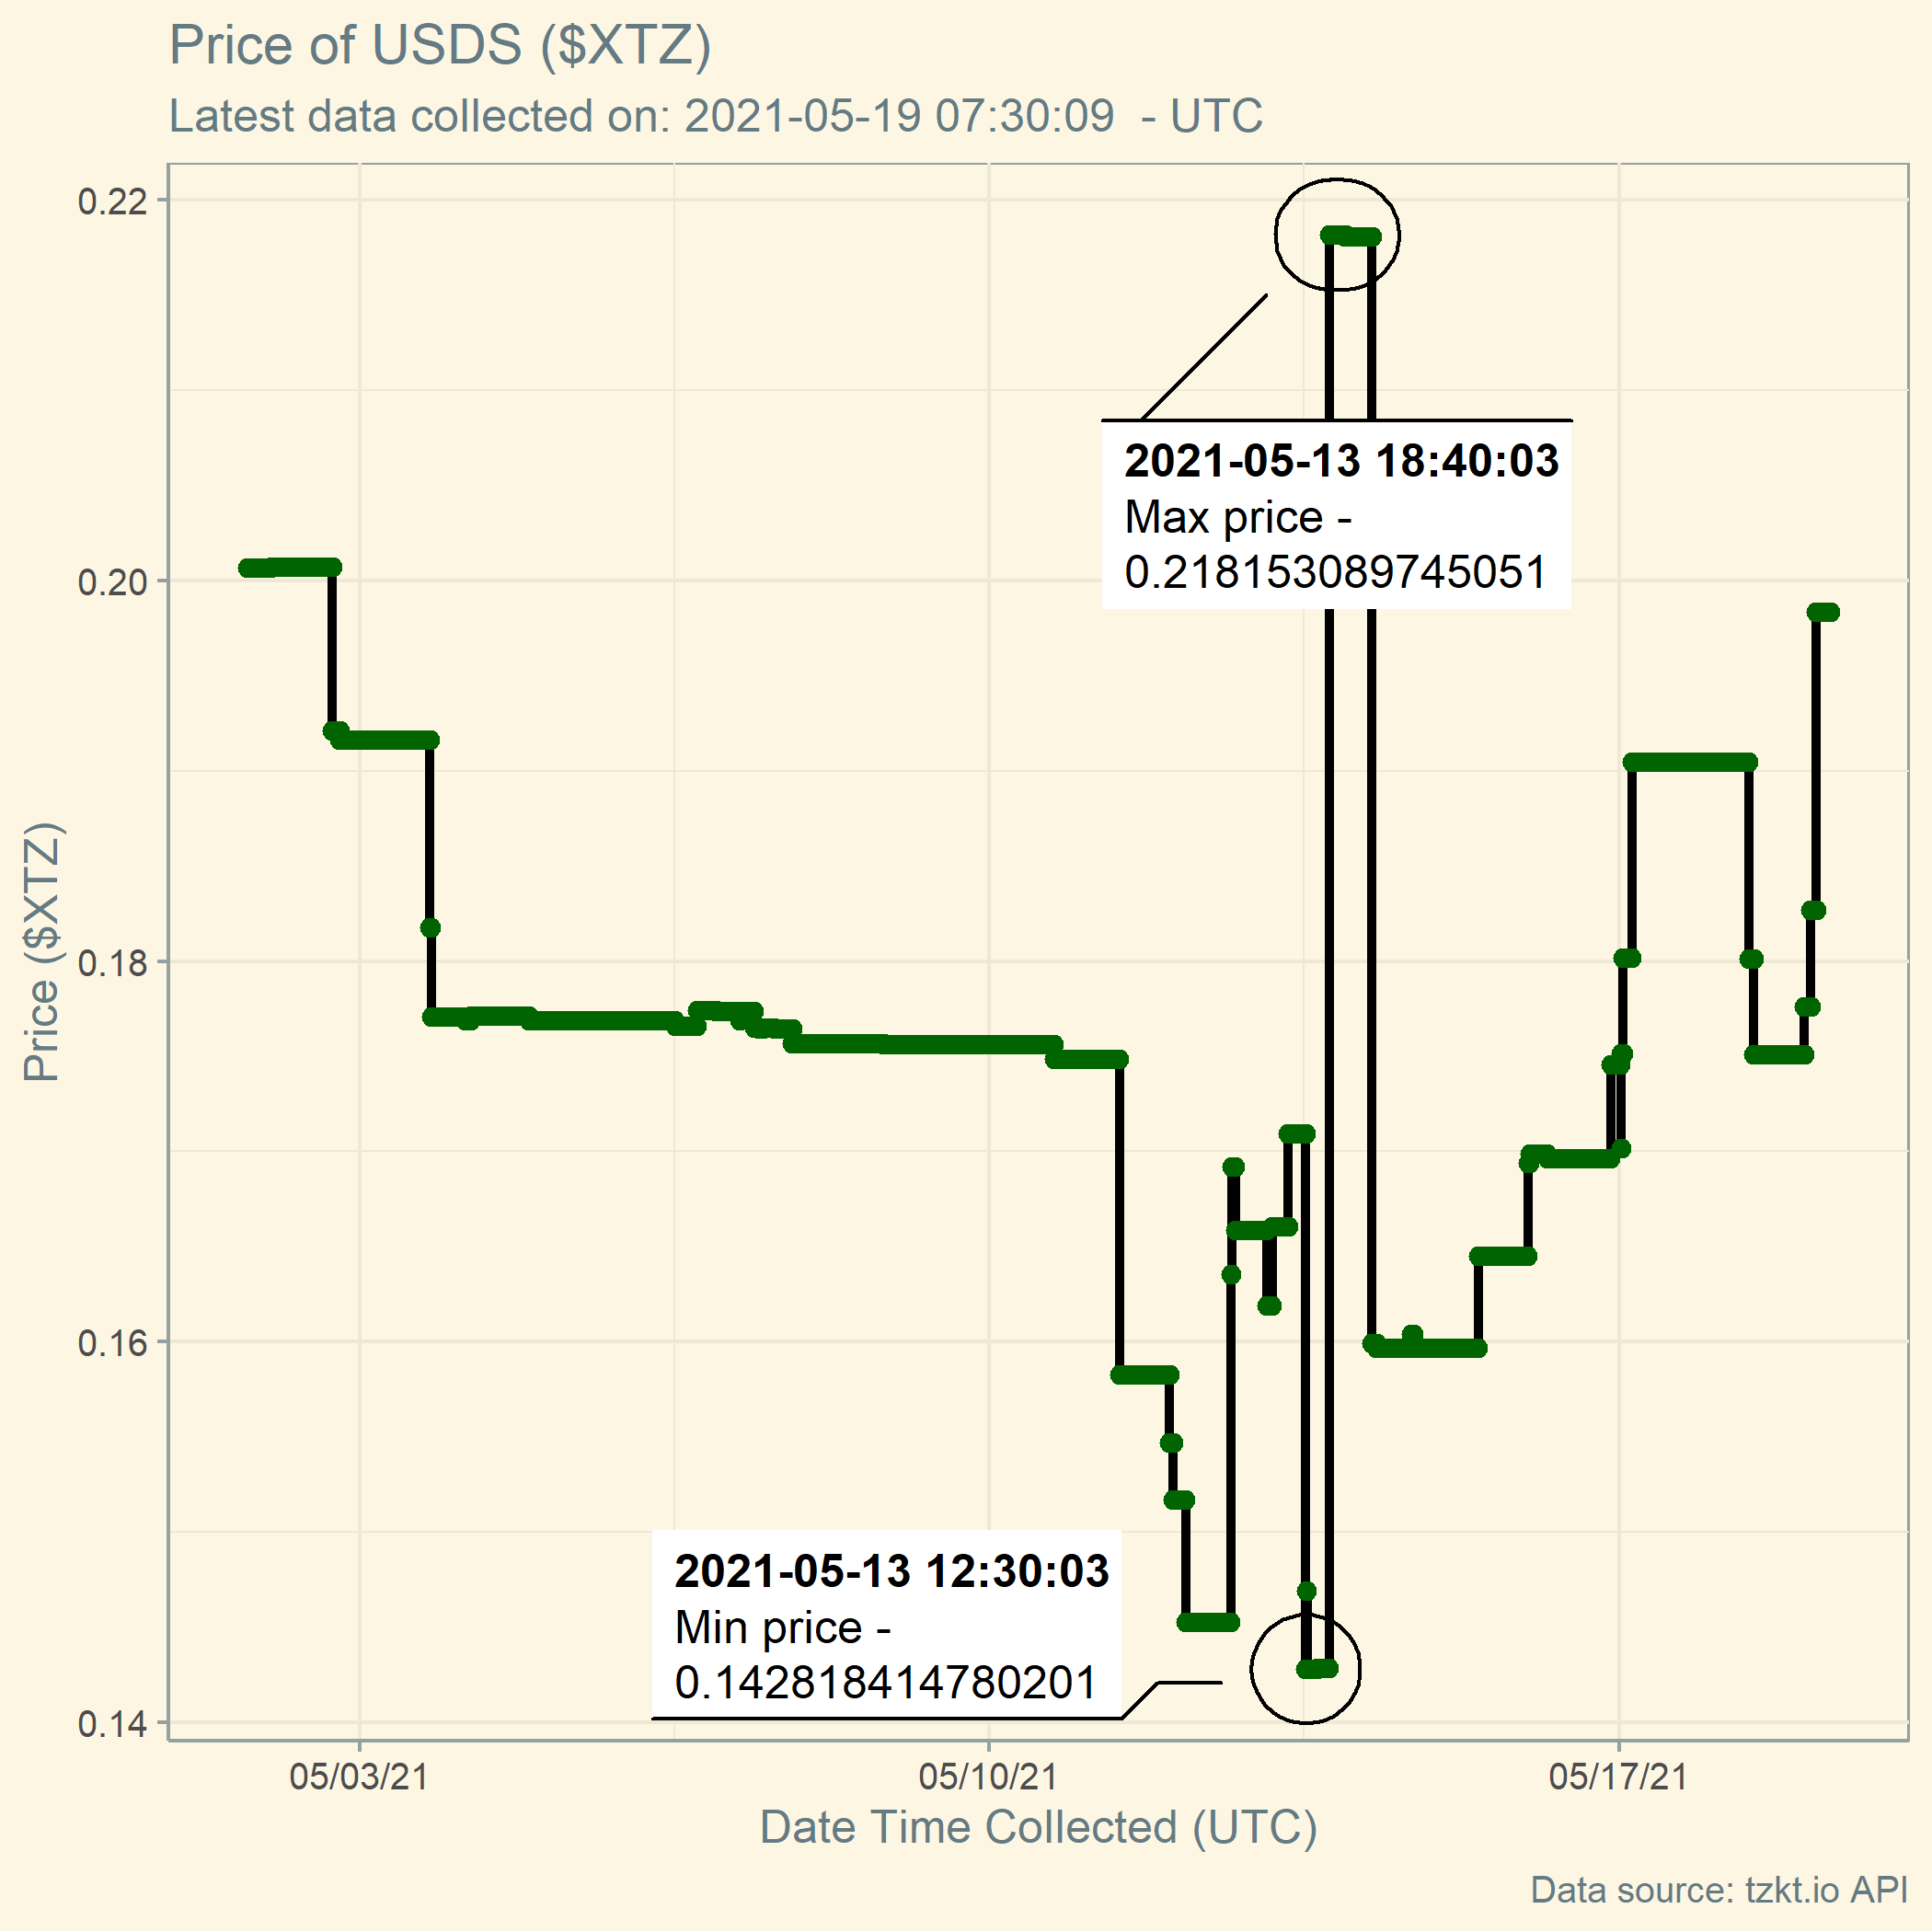 Price of USDS ($XTZ)
Latest data collected on: 2021-05-19 07:30:09  - UTC
0.22
0.20
0.18
0.16
0.14
Price ($XTZ)
2021-05-13 18:40:03
Max price -
0.218153089745051
2021-05-13 12:30:03
Min price -
0.142818414780201
05/03/21
05/10/21
05/17/21
Date Time Collected (UTC)
Data source: tzkt.io API